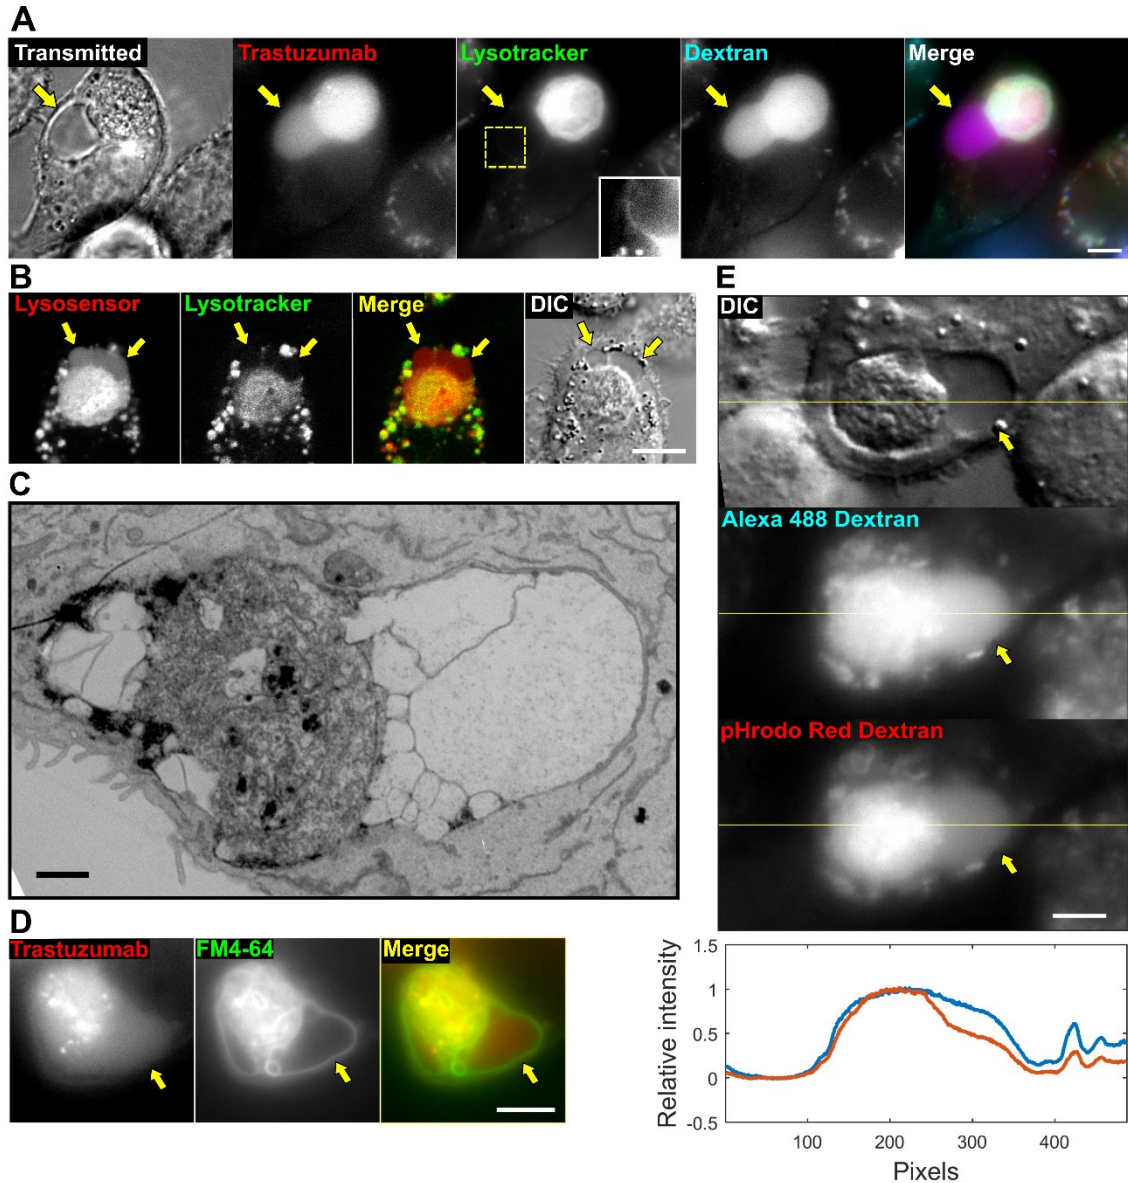 A
Transmitted
Trastuzumab
Lysotracker
Dextran
Merge
B
Lysosensor
Lysotracker
Merge
DIC
E
DIC
Alexa 488 Dextran
pHrodo Red Dextran
C
D
Trastuzumab
FM4-64
Merge
1.5
1
0.5
0
-0.5
Relative intensity
100
200
300
400
Pixels